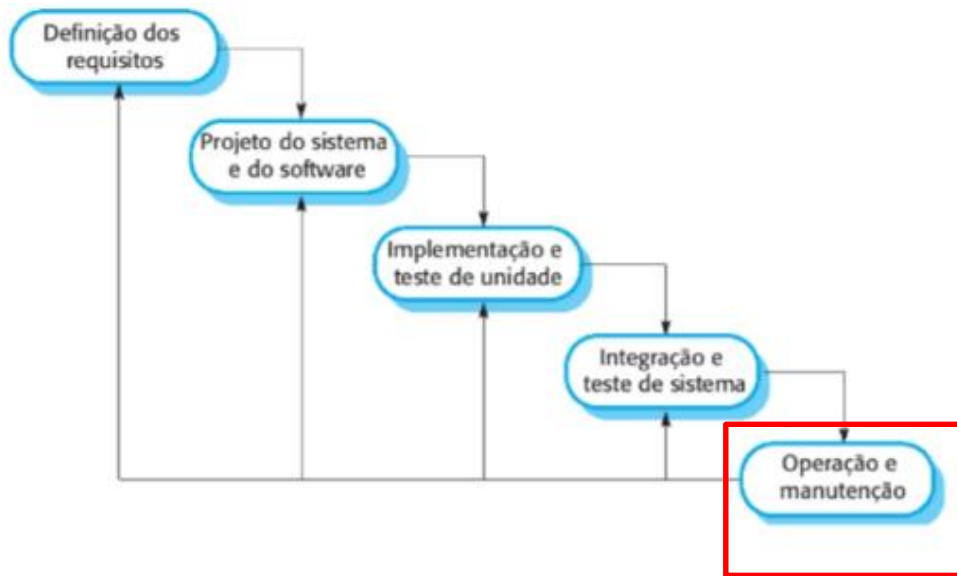 Definição dos
requisitos
Projeto do sistema
e do software
Implementação e
teste de unidade
Integração e
teste de sistema
Operação e
manutenção